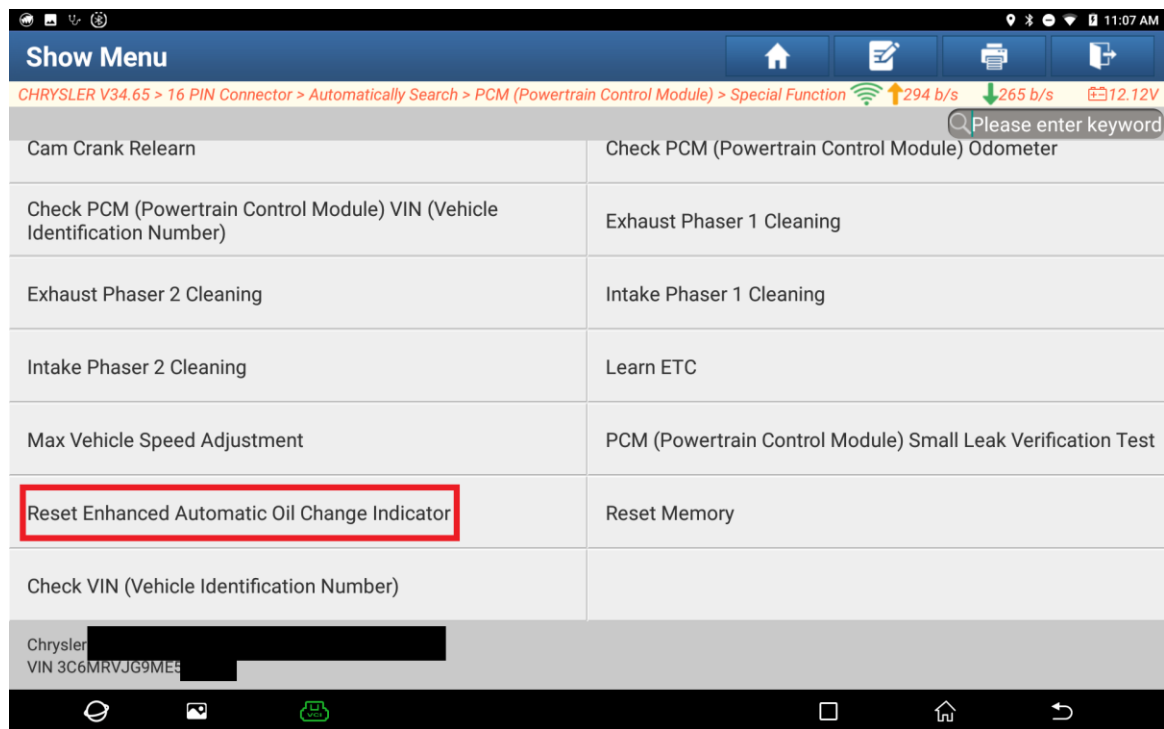 11:07 AM
Show Menu
CHRYSLER V34.65 > 16 PIN Connector > Automatically Search > PCM (Powertrain Control Module) > Special Function 294 b/s 265 b/s 12.12V
Please enter keyword
Cam Crank Relearn
Check PCM (Powertrain Control Module) Odometer
Check PCM (Powertrain Control Module) VIN (Vehicle
Identification Number)
Exhaust Phaser 1 Cleaning
Exhaust Phaser 2 Cleaning
Intake Phaser 1 Cleaning
Intake Phaser 2 Cleaning
Learn ETC
Max Vehicle Speed Adjustment
PCM (Powertrain Control Module) Small Leak Verification Test
Reset Enhanced Automatic Oil Change Indicator
Reset Memory
Check VIN (Vehicle Identification Number)
Chrysler
VIN 3C6MRVJG9ME5
VCI